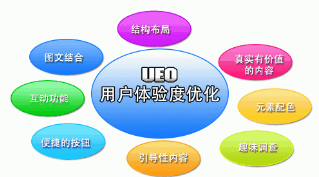 结构布局
图文结合
真实有价值
的内容
UEO
用户体验度优化
互动功能
元素配色
便捷的按钮
趣味调查
引导性内容